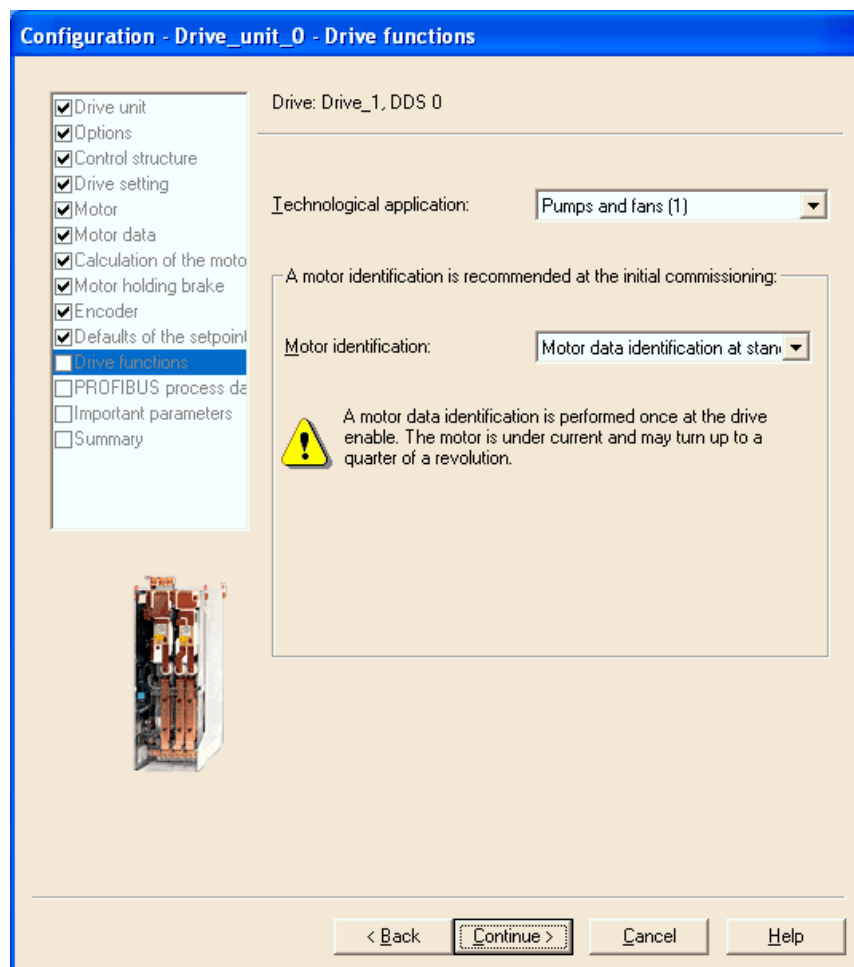 Configuration - Drive_unit_0 - Drive functions
Drive unit
Options
Control structure
Drive setting
Motor
Motor data
Calculation of the moto
Motor holding brake
Encoder
Defaults of the setpoint
Drive functions
PROFIBUS process da
Important parameters
Summary
Drive: Drive_1, DDS 0
Technological application: Pumps and fans (1)
A motor identification is recommended at the initial commissioning:
Motor identification: Motor data identification at stan
A motor data identification is performed once at the drive
enable. The motor is under current and may turn up to a
quarter of a revolution.
< Back Continue > Cancel Help